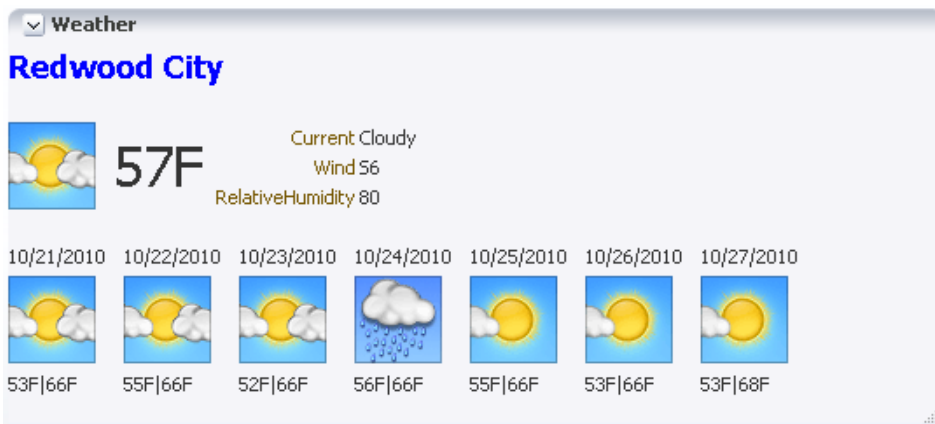 Weather
Redwood City
57F
Current Cloudy
Wind 56
RelativeHumidity 80
10/21/2010 10/22/2010 10/23/2010 10/24/2010 10/25/2010 10/26/2010 10/27/2010
53F|66F 55F|66F 52F|66F 56F|66F 55F|66F 53F|66F 53F|68F